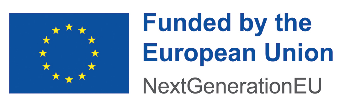 Funded by the
European Union
NextGenerationEU